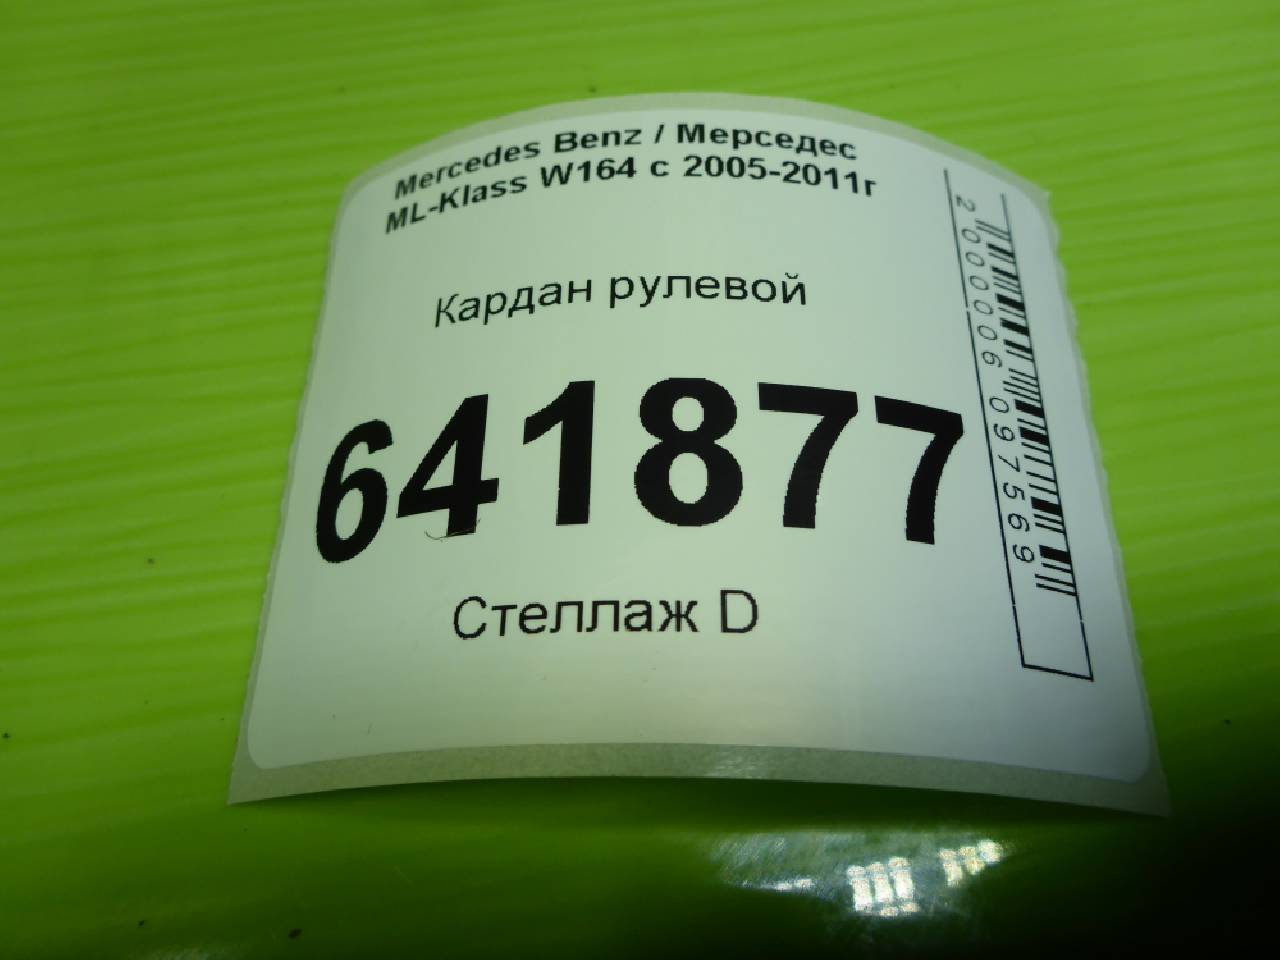 Mercedes Benz / Мерседес
ML-Klass W164 с 2005-2011г
Кардан рулевой
641877
Стеллаж D
2000006097569